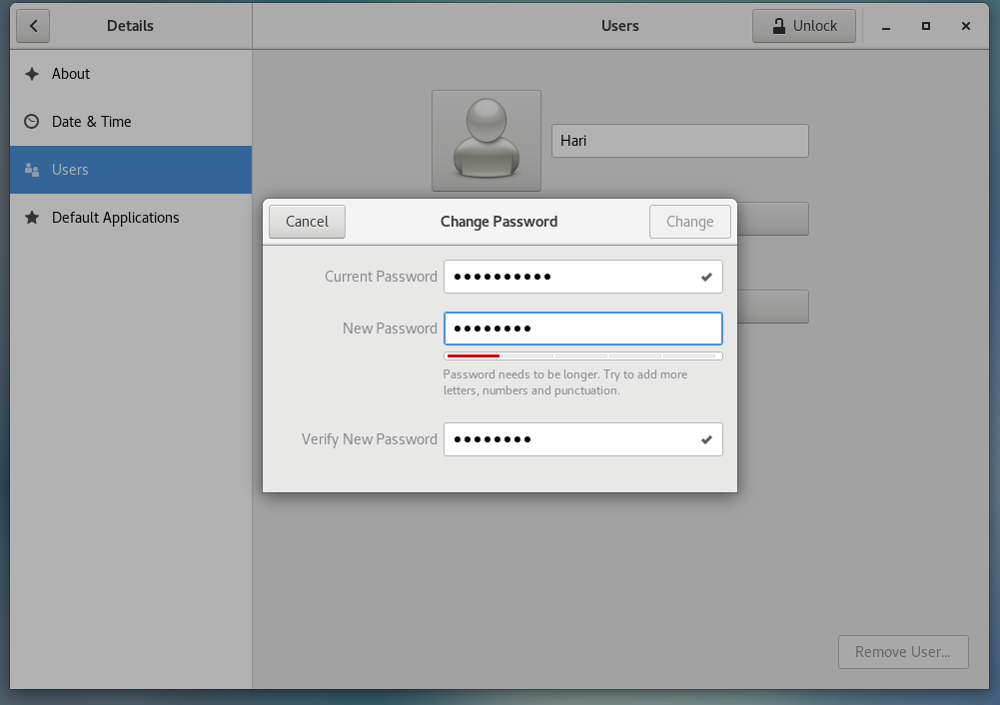 Details
Users
Unlock
About
Date & Time
Users
Default Applications
Hari
Cancel
Change Password
Change
Current Password
New Password
Password needs to be longer. Try to add more
letters, numbers and punctuation.
Verify New Password
Remove User...